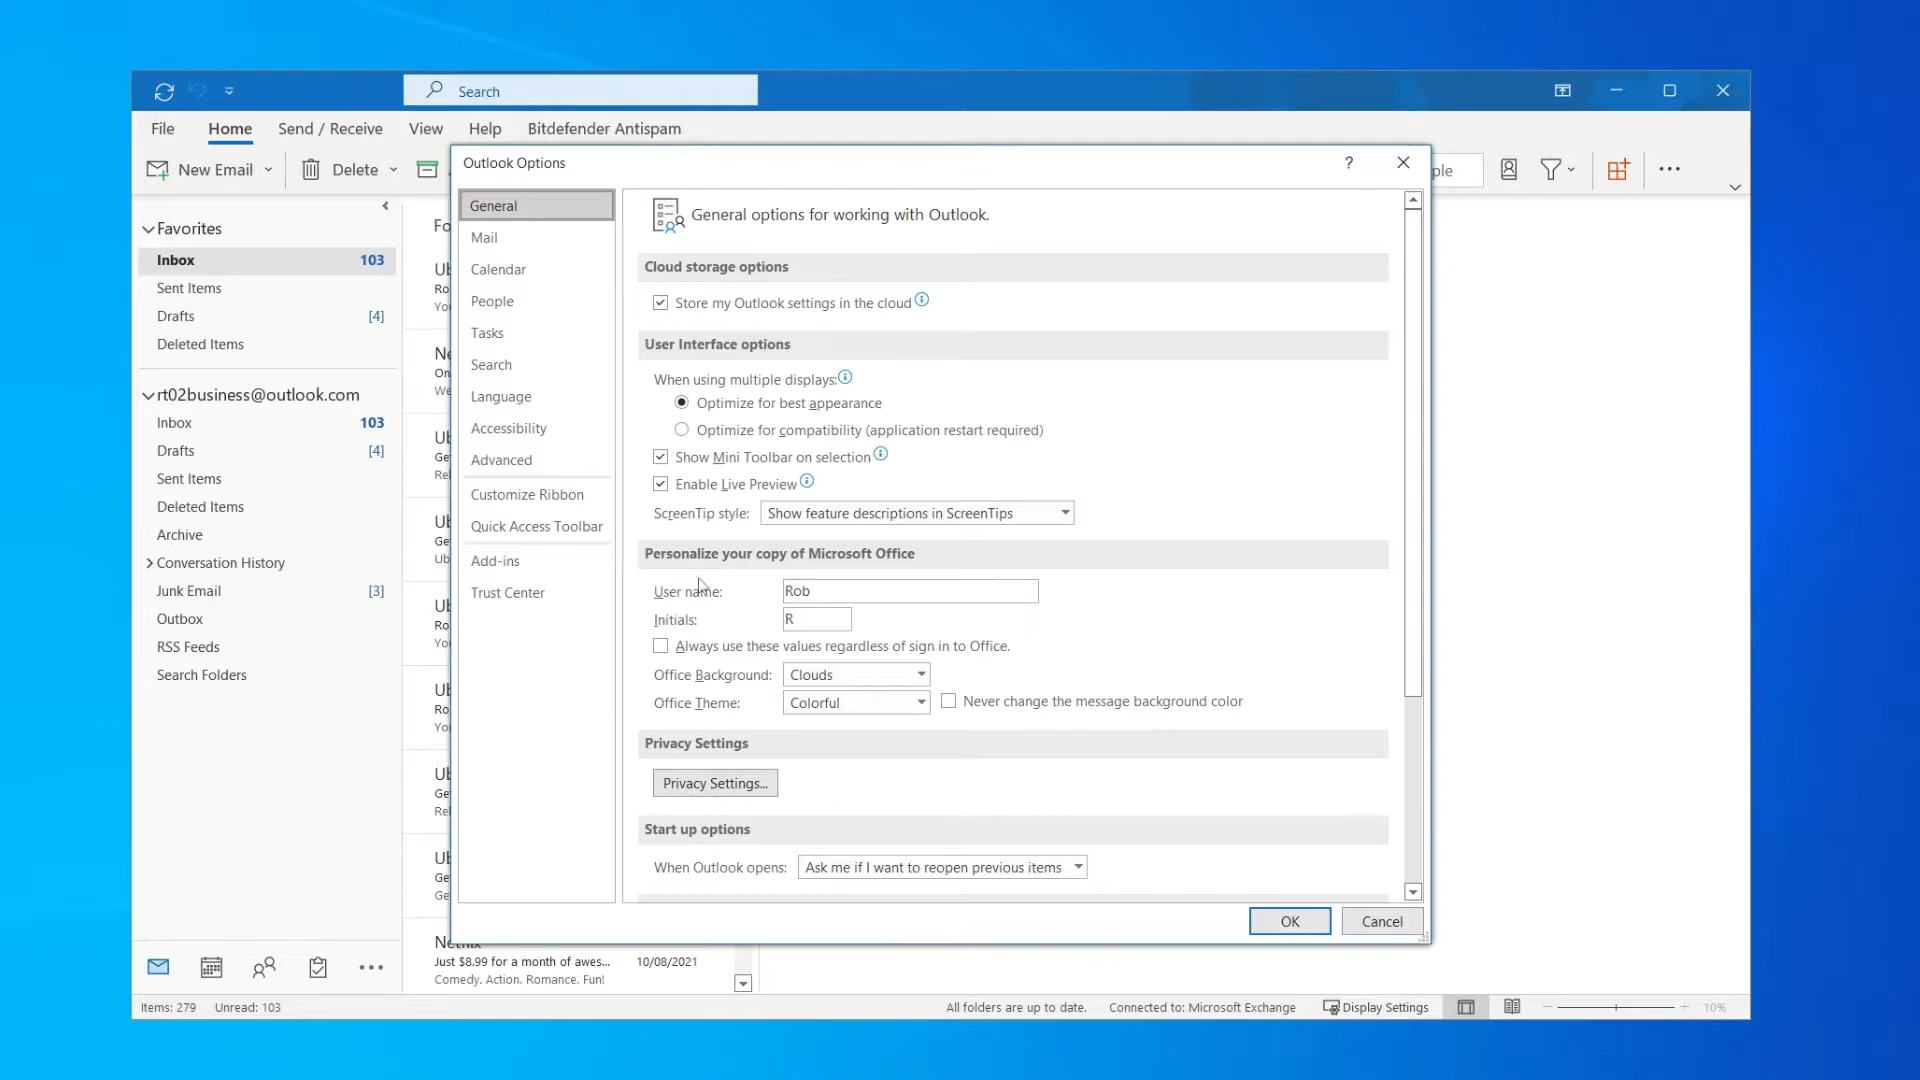 Search
File Home Send / Receive View Help Bitdefender Antispam
New Email Delete ple
Outlook Options ?
Favorites
Inbox 103
Sent Items
Drafts [4]
Deleted Items
rt02business@outlook.com
Inbox 103
Drafts [4]
Sent Items
Deleted Items
Archive
Conversation History
Junk Email [3]
Outbox
RSS Feeds
Search Folders
General
Mail
Calendar
People
Tasks
Search
Language
Accessibility
Advanced
Customize Ribbon
Quick Access Toolbar
Add-ins
Trust Center
General options for working with Outlook.
Cloud storage options
Store my Outlook settings in the cloud
User Interface options
When using multiple displays:
Optimize for best appearance
Optimize for compatibility (application restart required)
Show Mini Toolbar on selection
Enable Live Preview
ScreenTip style: Show feature descriptions in ScreenTips
Personalize your copy of Microsoft Office
User name: Rob
Initials: R
Always use these values regardless of sign in to Office.
Office Background: Clouds
Office Theme: Colorful Never change the message background color
Privacy Settings
Privacy Settings...
Start up options
When Outlook opens: Ask me if I want to reopen previous items
OK Cancel
Netflix
Just $8.99 for a month of awes... 10/08/2021
Comedy. Action. Romance. Fun!
Items: 279 Unread: 103 All folders are up to date. Connected to: Microsoft Exchange Display Settings 10%